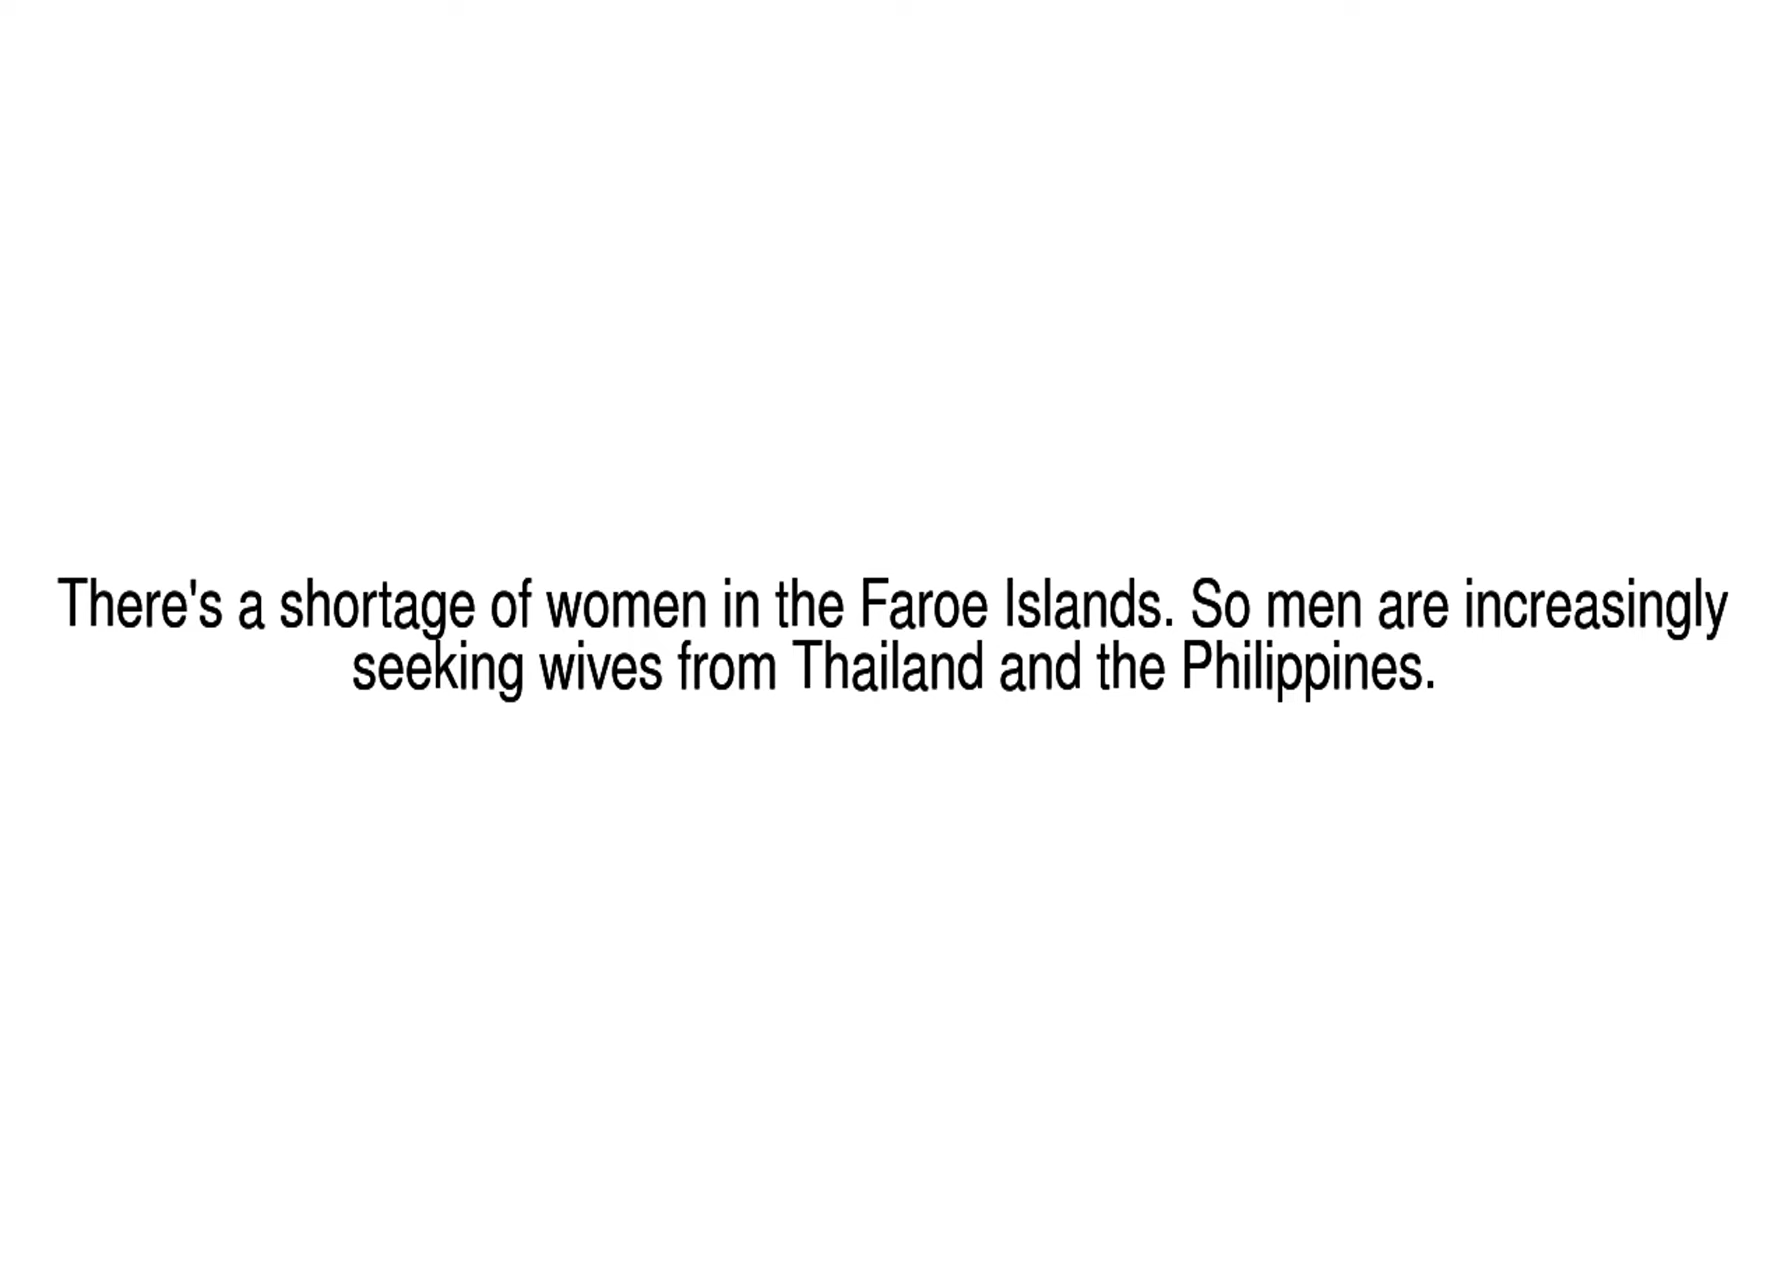 There's a shortage of women in the Faroe Islands. So men are increasingly
seeking wives from Thailand and the Philippines.